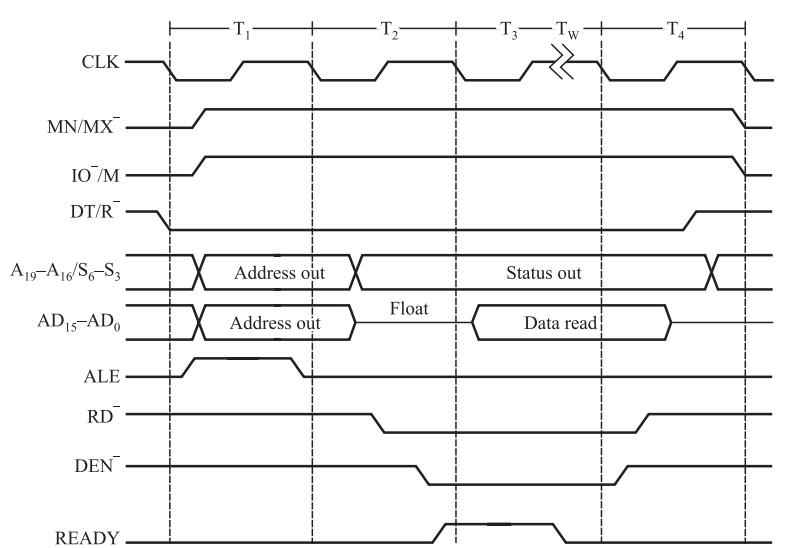 T₁ T₂ T₃ T_W T₄
CLK
MN/MX¯
IO¯/M
DT/R¯
A₁₉–A₁₆/S₆–S₃ Address out Status out
AD₁₅–AD₀ Address out Float Data read
ALE
RD¯
DEN¯
READY